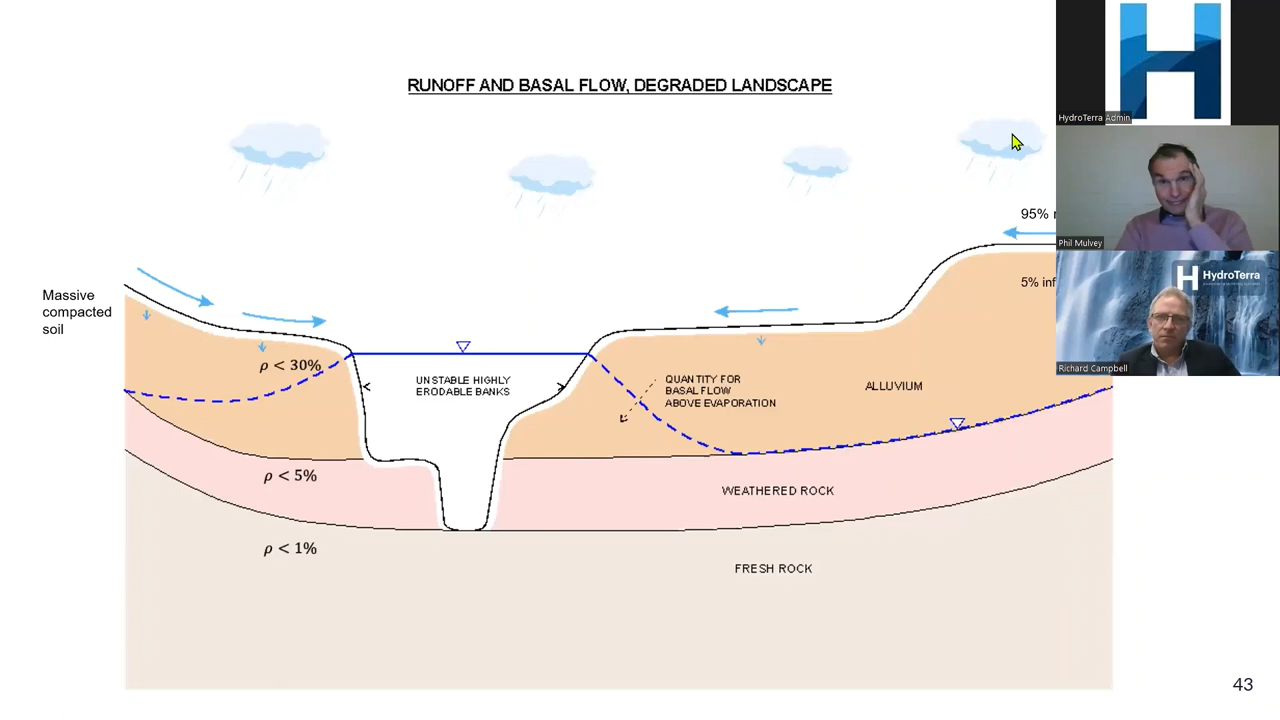 RUNOFF AND BASAL FLOW, DEGRADED LANDSCAPE
H
HydroTerra Admin
Phil Mulvey
95%
5% inf
H HydroTerra
Richard Campbell
Massive
compacted
soil
ρ < 30%
UNSTABLE HIGHLY
ERODABLE BANKS
QUANTITY FOR
BASAL FLOW
ABOVE EVAPORATION
ALLUVIUM
ρ < 5%
WEATHERED ROCK
ρ < 1%
FRESH ROCK
43